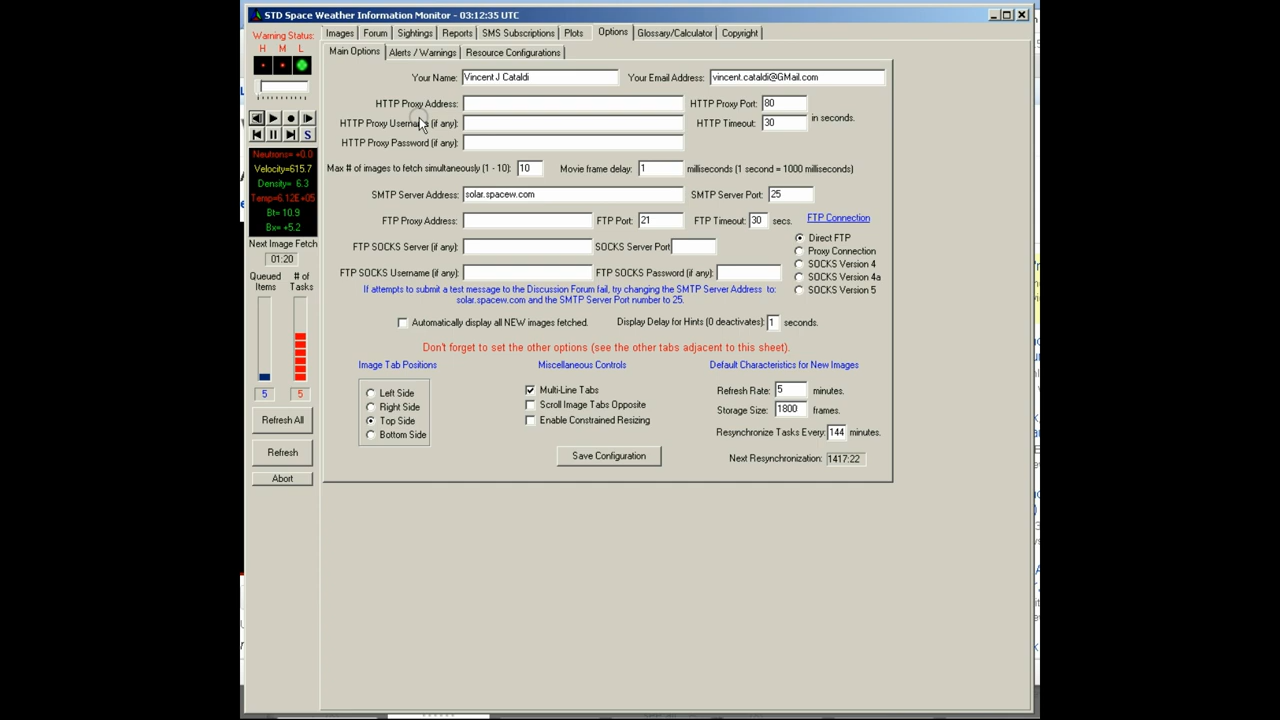 STD Space Weather Information Monitor - 03:12:35 UTC
Warning Status:
H M L
Images Forum Sightings Reports SMS Subscriptions Plots Options Glossary/Calculator Copyright
Main Options Alerts / Warnings Resource Configurations
Your Name: Vincent J Cataldi Your Email Address: vincent.cataldi@GMail.com
HTTP Proxy Address: HTTP Proxy Port: 80
HTTP Proxy Username (if any): HTTP Timeout: 30 in seconds.
HTTP Proxy Password (if any):
Max # of images to fetch simultaneously (1 - 10): 10 Movie frame delay: 1 milliseconds (1 second = 1000 milliseconds)
SMTP Server Address: solar.spacew.com SMTP Server Port: 25
FTP Proxy Address: FTP Port: 21 FTP Timeout: 30 secs. FTP Connection
FTP SOCKS Server (if any): SOCKS Server Port
FTP SOCKS Username (if any): FTP SOCKS Password (if any):
Direct FTP
Proxy Connection
SOCKS Version 4
SOCKS Version 4a
SOCKS Version 5
If attempts to submit a test message to the Discussion Forum fail, try changing the SMTP Server Address to:
solar.spacew.com and the SMTP Server Port number to 25.
Automatically display all NEW images fetched. Display Delay for Hints (0 deactivates): 1 seconds.
Don't forget to set the other options (see the other tabs adjacent to this sheet).
Image Tab Positions
Left Side
Right Side
Top Side
Bottom Side
Miscellaneous Controls
Multi-Line Tabs
Scroll Image Tabs Opposite
Enable Constrained Resizing
Save Configuration
Default Characteristics for New Images
Refresh Rate: 5 minutes.
Storage Size: 1800 frames.
Resynchronize Tasks Every: 144 minutes.
Next Resynchronization: 1417:22
S
Neutrons= +0.0
Velocity=615.7
Density= 6.3
Temp=6.12E+05
Bt= 10.9
Bx= +5.2
Next Image Fetch
01:20
Queued Items
# of Tasks
5 5
Refresh All
Refresh
Abort